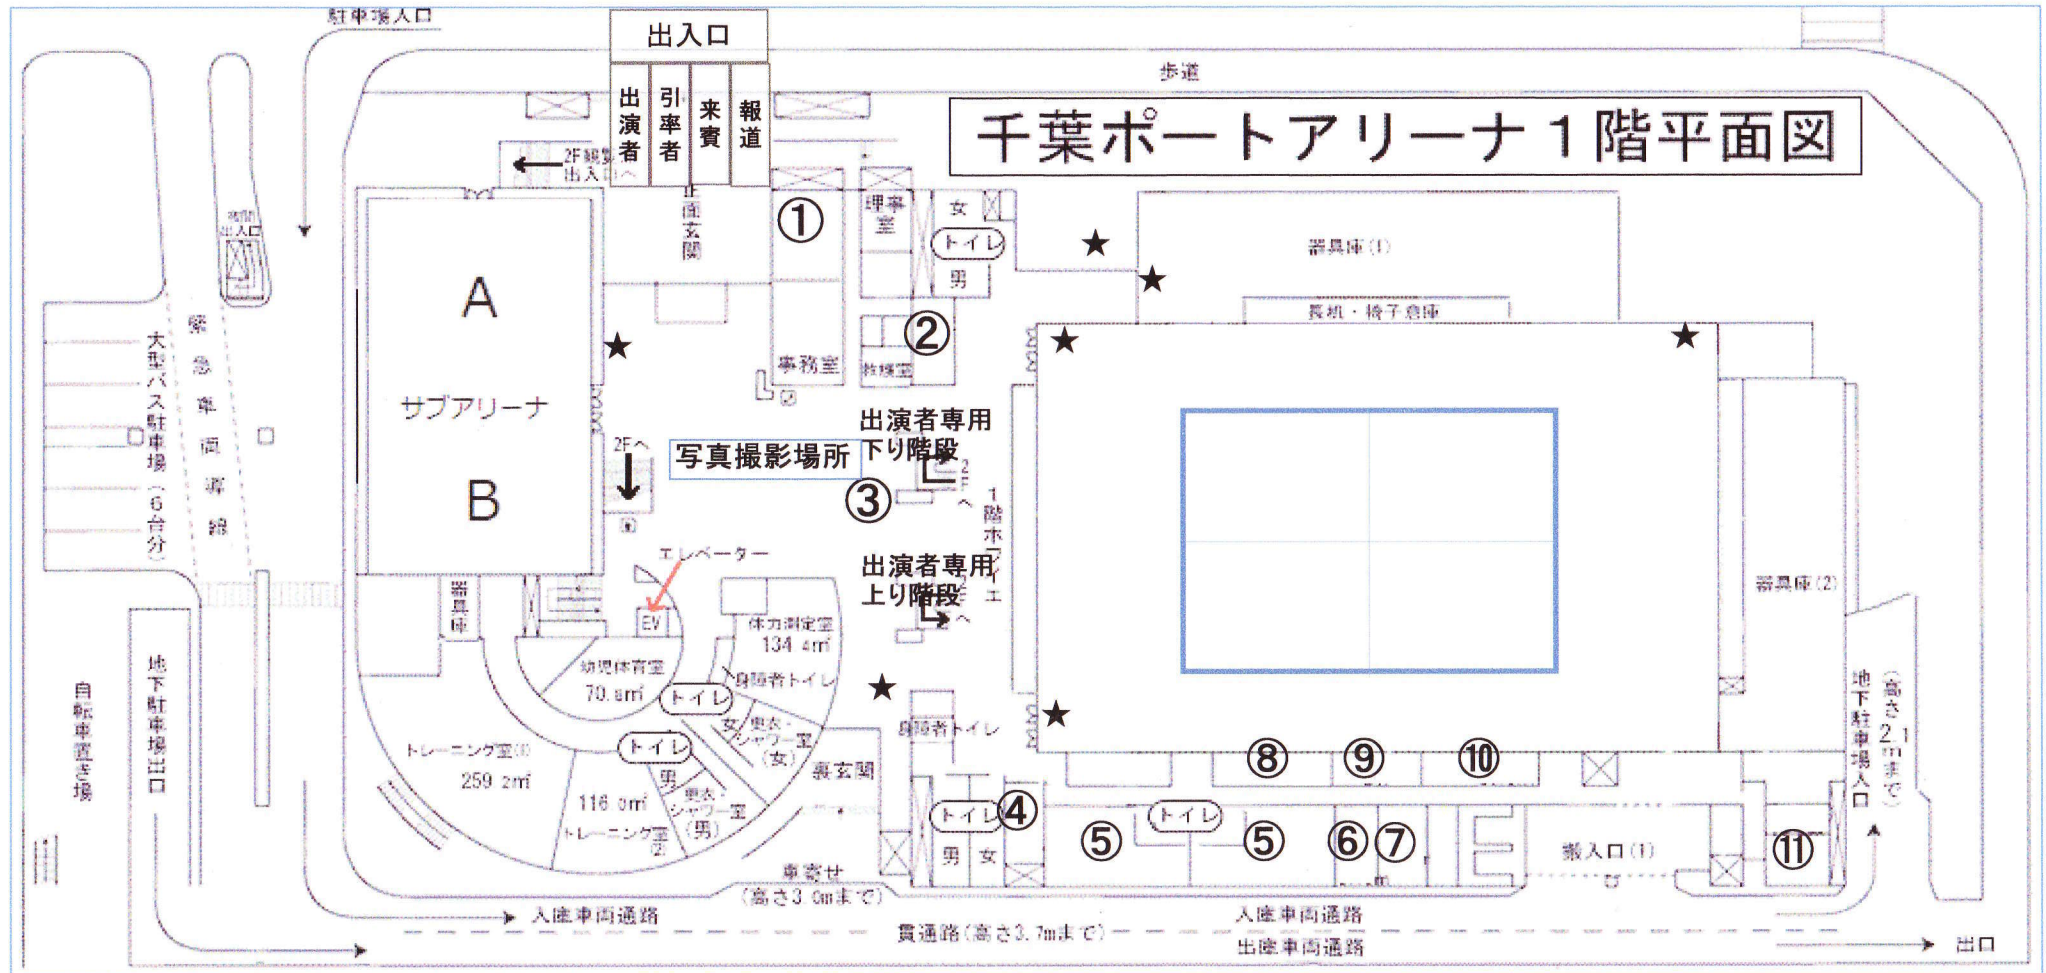 駐車場入口
出入口
出演者
引率者
来賓
報道
歩道
千葉ポートアリーナ1階平面図
2F観覧
出入口へ
正面玄関
①
理事室
女
トイレ
男
★
★
器具庫(1)
長机・椅子倉庫
出入口
緊急車両導線
大型バス駐車場(6台分)
A
サブアリーナ
B
★
事務室
②
救護室
★
★
2Fへ
写真撮影場所
出演者専用
下り階段
2Fへ
③
1階ホワイエ
エレベーター
EV
出演者専用
上り階段
器具庫
体力測定室
134.4㎡
幼児体育室
70.8㎡
身障者トイレ
トイレ
女
更衣・シャワー室(女)
★
身障者トイレ
★
器具庫(2)
地下駐車場入口
(高さ2.1mまで)
自転車置き場
地下駐車場出口
トレーニング室(1)
259.2㎡
トイレ
男
116.0㎡
トレーニング室(2)
更衣・シャワー室(男)
裏玄関
⑧
⑨
⑩
トイレ
男
女
④
⑤
トイレ
⑤
⑥
⑦
搬入口(1)
⑪
車寄せ
(高さ3.0mまで)
入庫車両通路
入庫車両通路
貫通路(高さ3.7mまで)
出庫車両通路
出口